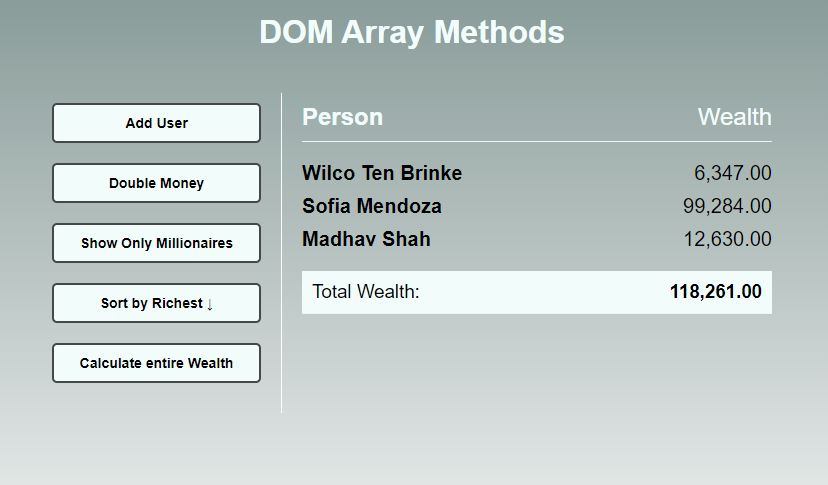 DOM Array Methods
Add User
Double Money
Show Only Millionaires
Sort by Richest ↓
Calculate entire Wealth
Person Wealth
Wilco Ten Brinke 6,347.00
Sofia Mendoza 99,284.00
Madhav Shah 12,630.00
Total Wealth: 118,261.00